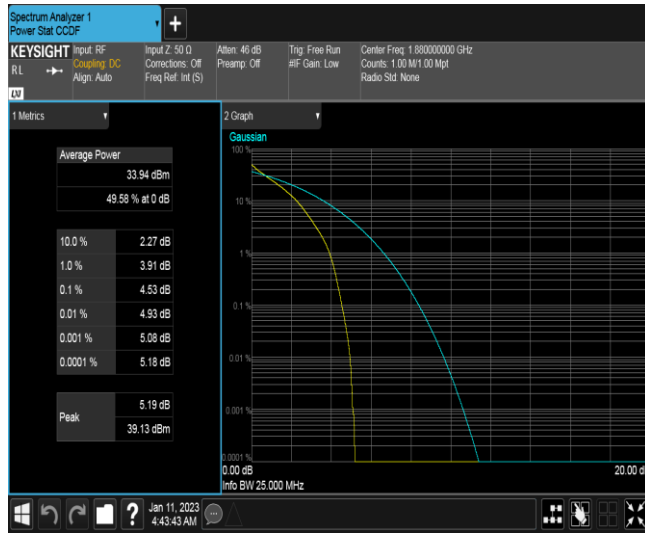 Spectrum Analyzer 1
Power Stat CCDF
KEYSIGHT
RL
Input: RF
Coupling: DC
Align: Auto
Input Z: 50 Ω
Corrections: Off
Freq Ref: Int (S)
Atten: 46 dB
Preamp: Off
Trig: Free Run
#IF Gain: Low
Center Freq: 1.880000000 GHz
Counts: 1.00 M/1.00 Mpt
Radio Std: None
1 Metrics
Average Power
33.94 dBm
49.58 % at 0 dB
10.0 % 2.27 dB
1.0 % 3.91 dB
0.1 % 4.53 dB
0.01 % 4.93 dB
0.001 % 5.08 dB
0.0001 % 5.18 dB
Peak
5.19 dB
39.13 dBm
2 Graph
Gaussian
100 %
10 %
1 %
0.1 %
0.01 %
0.001 %
0.0001 %
0.00 dB 20.00 d
Info BW 25.000 MHz
Jan 11, 2023
4:43:43 AM